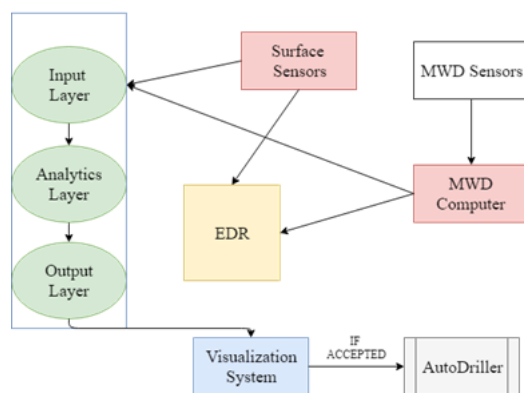 Input
Layer
Analytics
Layer
Output
Layer
Surface
Sensors
MWD Sensors
MWD
Computer
EDR
Visualization
System
IF
ACCEPTED
AutoDriller